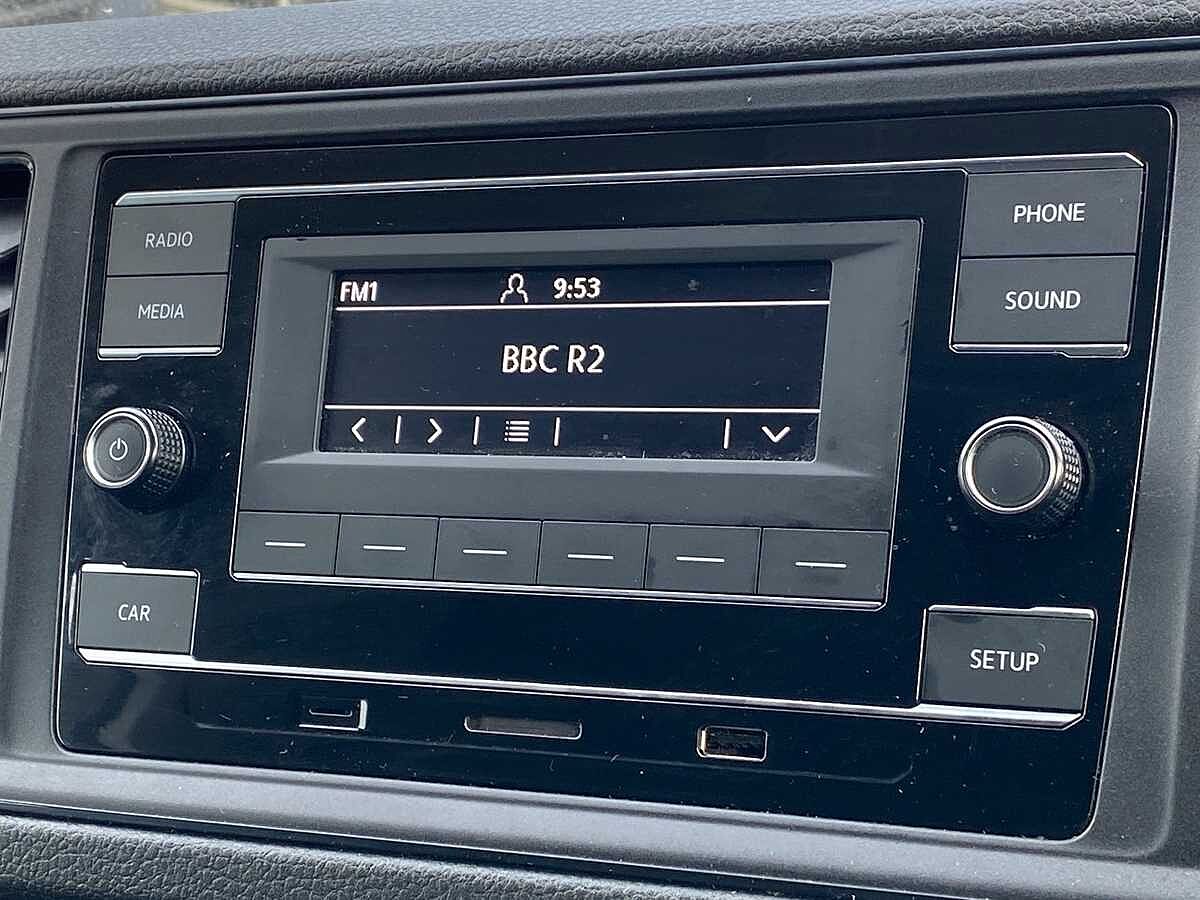 RADIO
MEDIA
PHONE
SOUND
FM1 9:53
BBC R2
CAR
SETUP